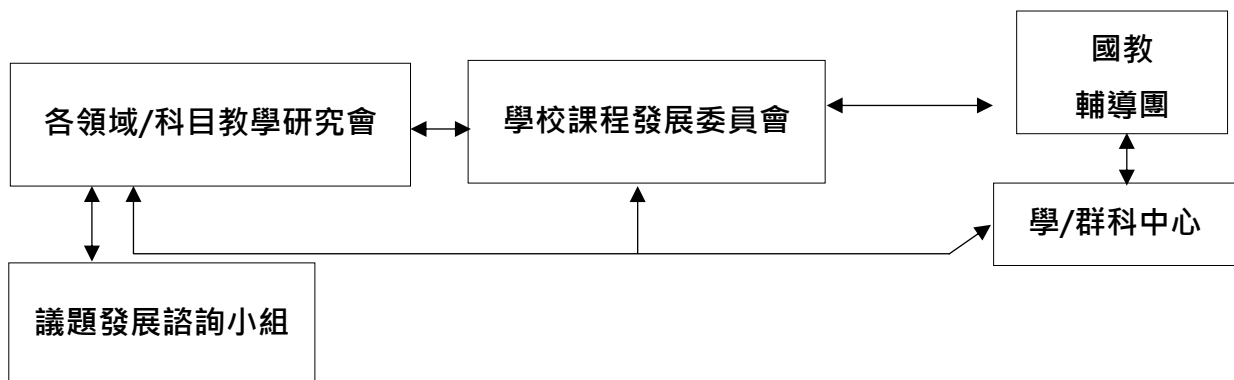 各領域/科目教學研究會
學校課程發展委員會
國教
輔導團
學/群科中心
議題發展諮詢小組